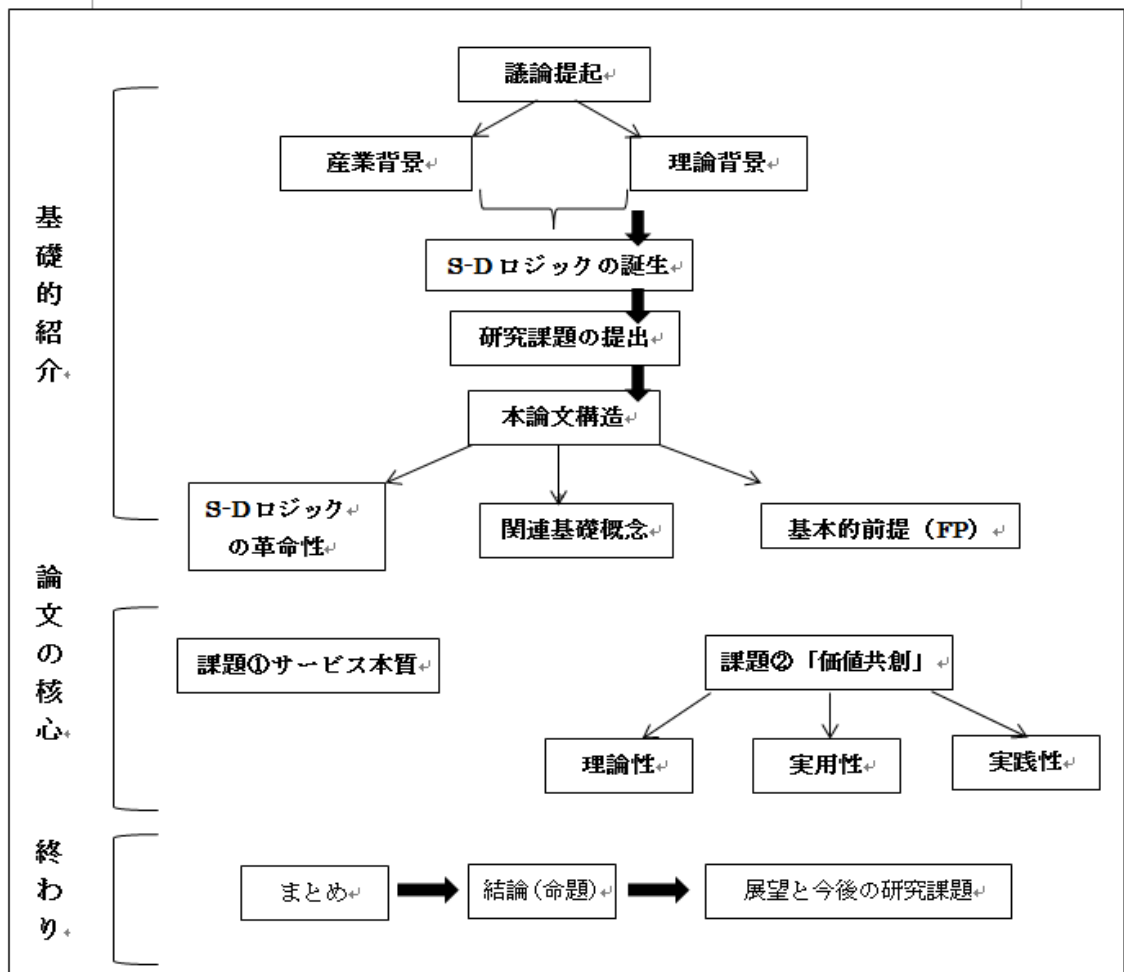 議論提起
産業背景
理論背景
S-Dロジックの誕生
研究課題の提出
本論文構造
S-Dロジック
の革命性
関連基礎概念
基本的前提（FP）
基礎的紹介
課題①サービス本質
課題②「価値共創」
理論性
実用性
実践性
論文の核心
まとめ
結論(命題)
展望と今後の研究課題
終わり